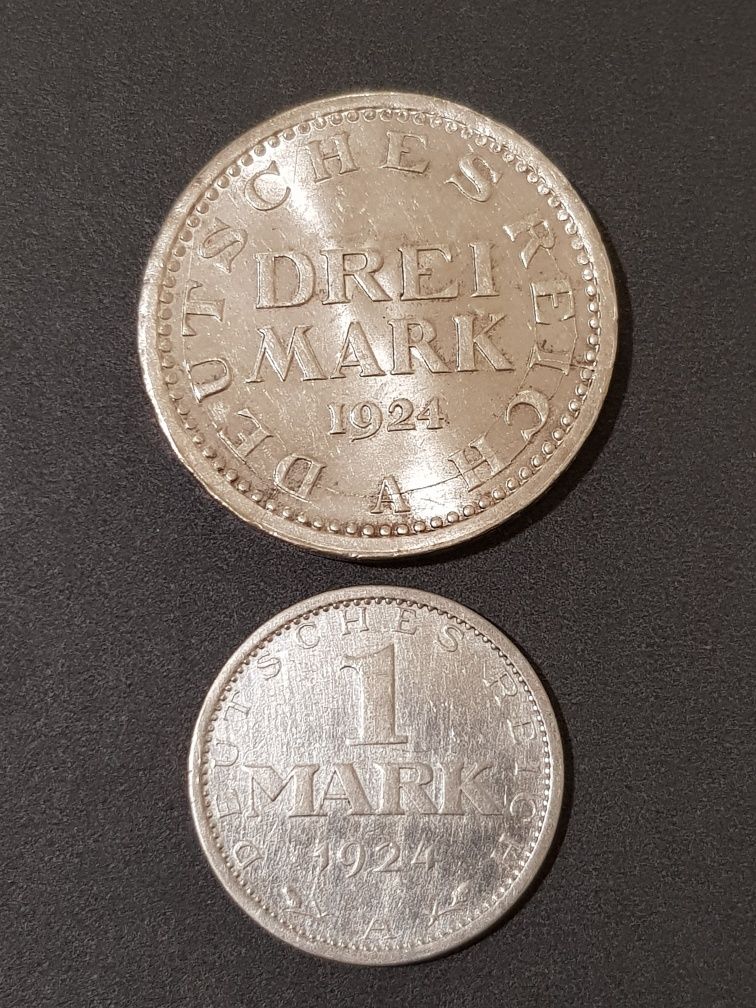 DEUTSCHES REICH
DREI
MARK
1924
A
DEUTSCHES REICH
1
MARK
1924
A